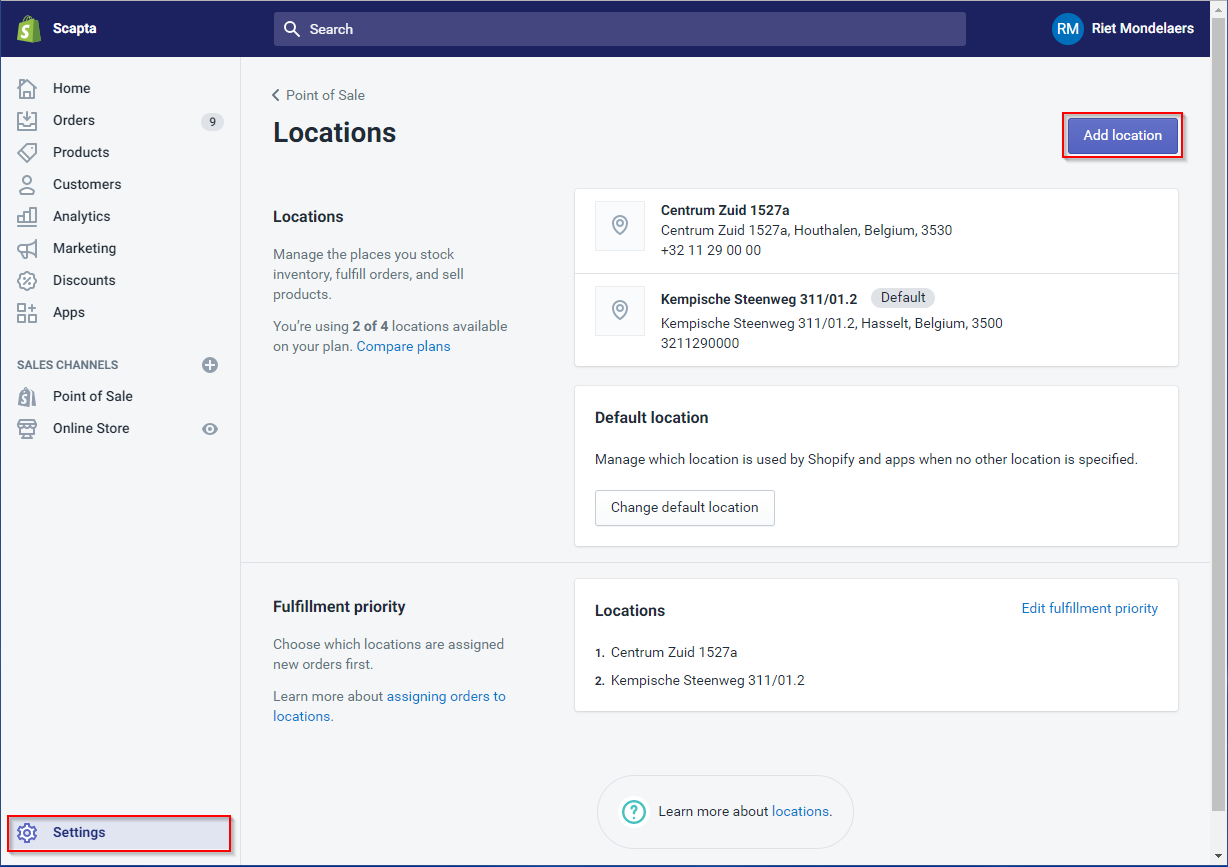 Scapta
Search
RM Riet Mondelaers
Home
Orders 9
Products
Customers
Analytics
Marketing
Discounts
Apps
SALES CHANNELS
Point of Sale
Online Store
Settings
Point of Sale
Locations
Add location
Locations
Manage the places you stock
inventory, fulfill orders, and sell
products.
You're using 2 of 4 locations available
on your plan. Compare plans
Centrum Zuid 1527a
Centrum Zuid 1527a, Houthalen, Belgium, 3530
+32 11 29 00 00
Kempische Steenweg 311/01.2 Default
Kempische Steenweg 311/01.2, Hasselt, Belgium, 3500
3211290000
Default location
Manage which location is used by Shopify and apps when no other location is specified.
Change default location
Fulfillment priority
Choose which locations are assigned
new orders first.
Learn more about assigning orders to
locations.
Locations
Edit fulfillment priority
1. Centrum Zuid 1527a
2. Kempische Steenweg 311/01.2
? Learn more about locations.